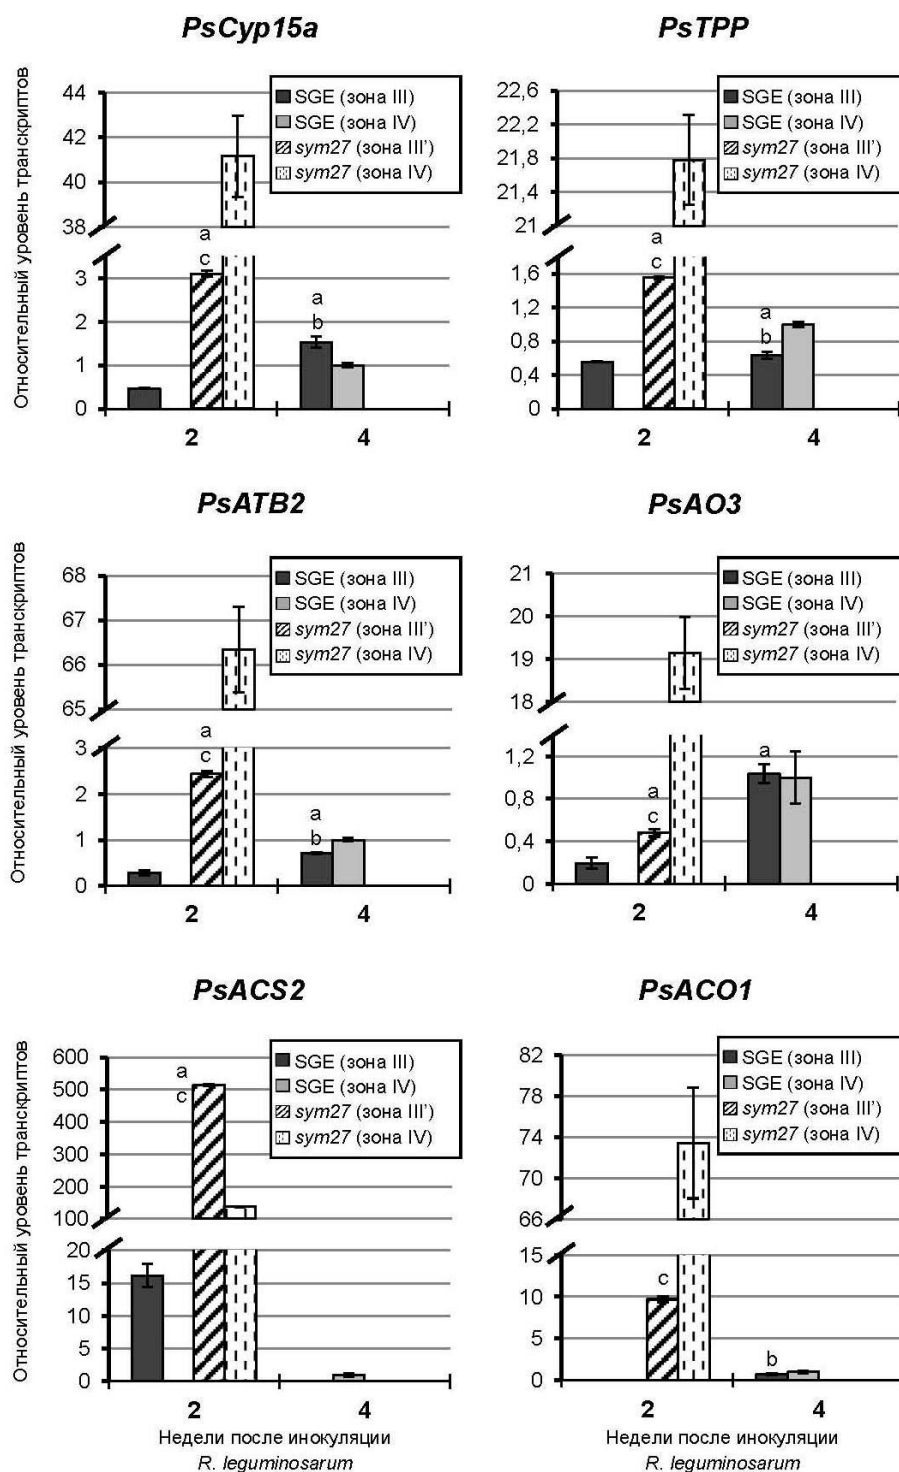 PsCyp15a
Относительный уровень транскриптов
44
42
40
38
3
2
1
0
SGE (зона III)
SGE (зона IV)
sym27 (зона III')
sym27 (зона IV)
a
c
a
b
2
4
PsTPP
22,6
22,2
21,8
21,4
21
1,6
1,2
0,8
0,4
0
SGE (зона III)
SGE (зона IV)
sym27 (зона III')
sym27 (зона IV)
a
c
a
b
2
4
PsATB2
Относительный уровень транскриптов
68
67
66
65
3
2
1
0
SGE (зона III)
SGE (зона IV)
sym27 (зона III')
sym27 (зона IV)
a
c
a
b
2
4
PsAO3
21
20
19
18
1,2
0,8
0,4
0
SGE (зона III)
SGE (зона IV)
sym27 (зона III')
sym27 (зона IV)
a
c
a
2
4
PsACS2
Относительный уровень транскриптов
600
500
400
300
200
100
20
15
10
5
0
SGE (зона III)
SGE (зона IV)
sym27 (зона III')
sym27 (зона IV)
a
c
2
4
Недели после инокуляции
R. leguminosarum
PsACO1
82
78
74
70
66
15
10
5
0
SGE (зона III)
SGE (зона IV)
sym27 (зона III')
sym27 (зона IV)
c
b
2
4
Недели после инокуляции
R. leguminosarum